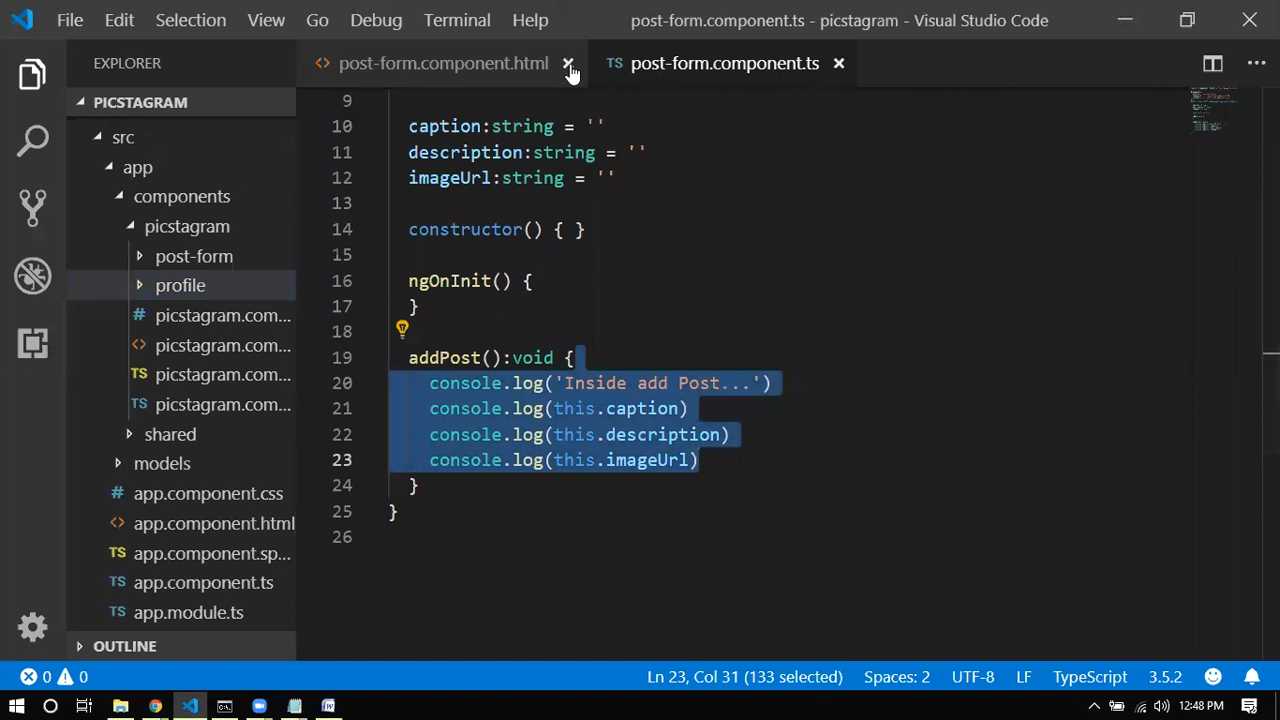 File Edit Selection View Go Debug Terminal Help post-form.component.ts - picstagram - Visual Studio Code
EXPLORER
post-form.component.html
TS post-form.component.ts
PICSTAGRAM
src
app
components
picstagram
post-form
profile
# picstagram.com...
<> picstagram.com...
TS picstagram.com...
TS picstagram.com...
shared
models
# app.component.css
<> app.component.html
TS app.component.sp...
TS app.component.ts
TS app.module.ts
OUTLINE
9
10 caption:string = ''
11 description:string = ''
12 imageUrl:string = ''
13
14 constructor() { }
15
16 ngOnInit() {
17 }
18
19 addPost():void {
20 console.log('Inside add Post...')
21 console.log(this.caption)
22 console.log(this.description)
23 console.log(this.imageUrl)
24 }
25 }
26
0 0 Ln 23, Col 31 (133 selected) Spaces: 2 UTF-8 LF TypeScript 3.5.2
12:48 PM